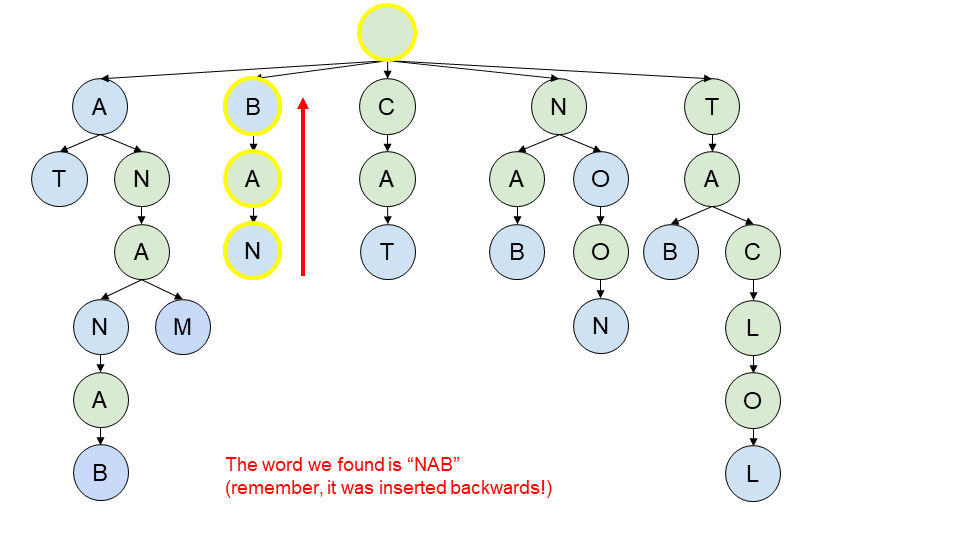 A B C N T
T N A A A O A
A N T B O B C
N M N L
A O
B L
The word we found is “NAB”
(remember, it was inserted backwards!)